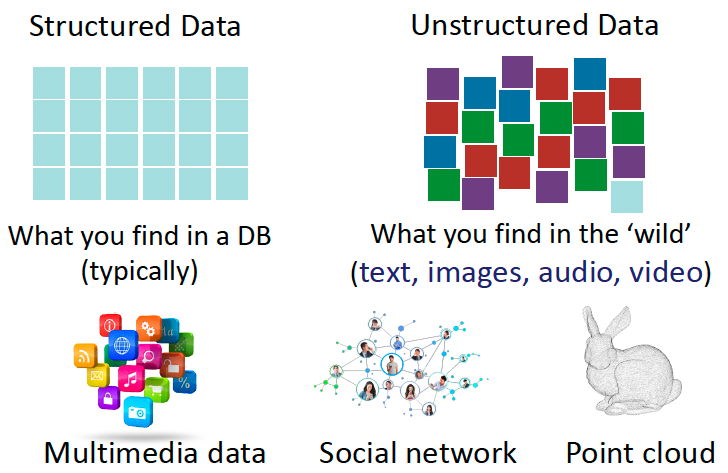 Structured Data
Unstructured Data
What you find in a DB
(typically)
What you find in the ‘wild’
(text, images, audio, video)
%
Multimedia data
Social network
Point cloud